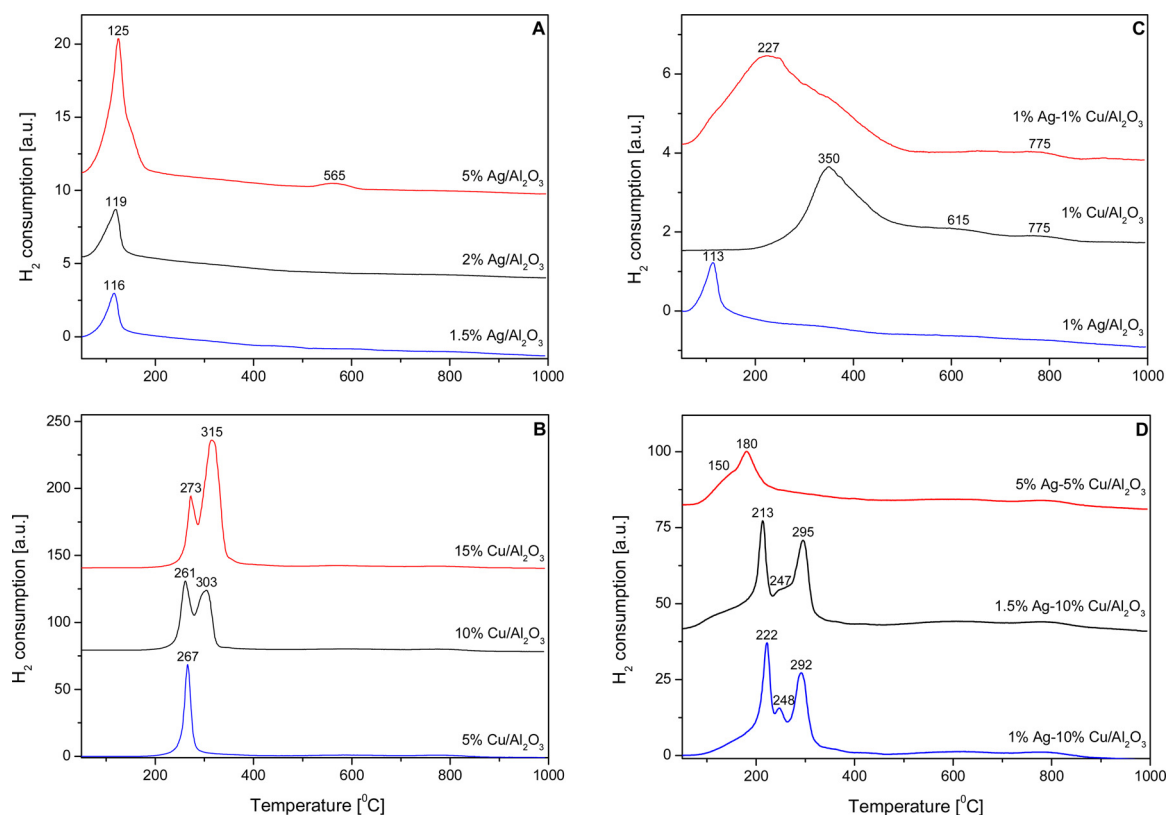 A
125
20
15
10
5
0
H₂ consumption [a.u.]
565
5% Ag/Al₂O₃
119
2% Ag/Al₂O₃
116
1.5% Ag/Al₂O₃
200 400 600 800 1000
C
227
6
4
2
0
H₂ consumption [a.u.]
1% Ag-1% Cu/Al₂O₃
775
350
1% Cu/Al₂O₃
615
775
113
1% Ag/Al₂O₃
200 400 600 800 1000
B
250
200
150
100
50
0
H₂ consumption [a.u.]
315
273
15% Cu/Al₂O₃
261
303
10% Cu/Al₂O₃
267
5% Cu/Al₂O₃
200 400 600 800 1000
Temperature [⁰C]
D
100
75
50
25
0
H₂ consumption [a.u.]
180
150
5% Ag-5% Cu/Al₂O₃
213
295
247
1.5% Ag-10% Cu/Al₂O₃
222
292
248
1% Ag-10% Cu/Al₂O₃
200 400 600 800 1000
Temperature [⁰C]